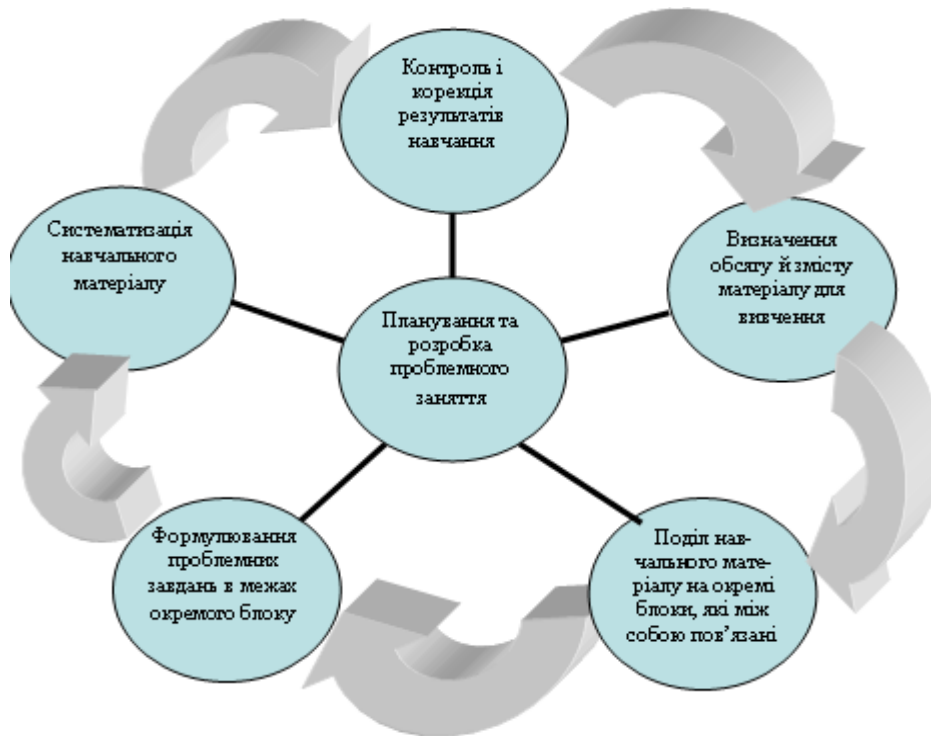 Контроль і
корекція
результатів
навчання
Систематизація
навчального
матеріалу
Визначення
обсягу й змісту
матеріалу для
вивчення
Планування та
розробка
проблемного
заняття
Формулювання
проблемних
завдань в межах
окремого блоку
Поділ нав-
чального мате-
ріалу на окремі
блоки, які між
собою пов’язані